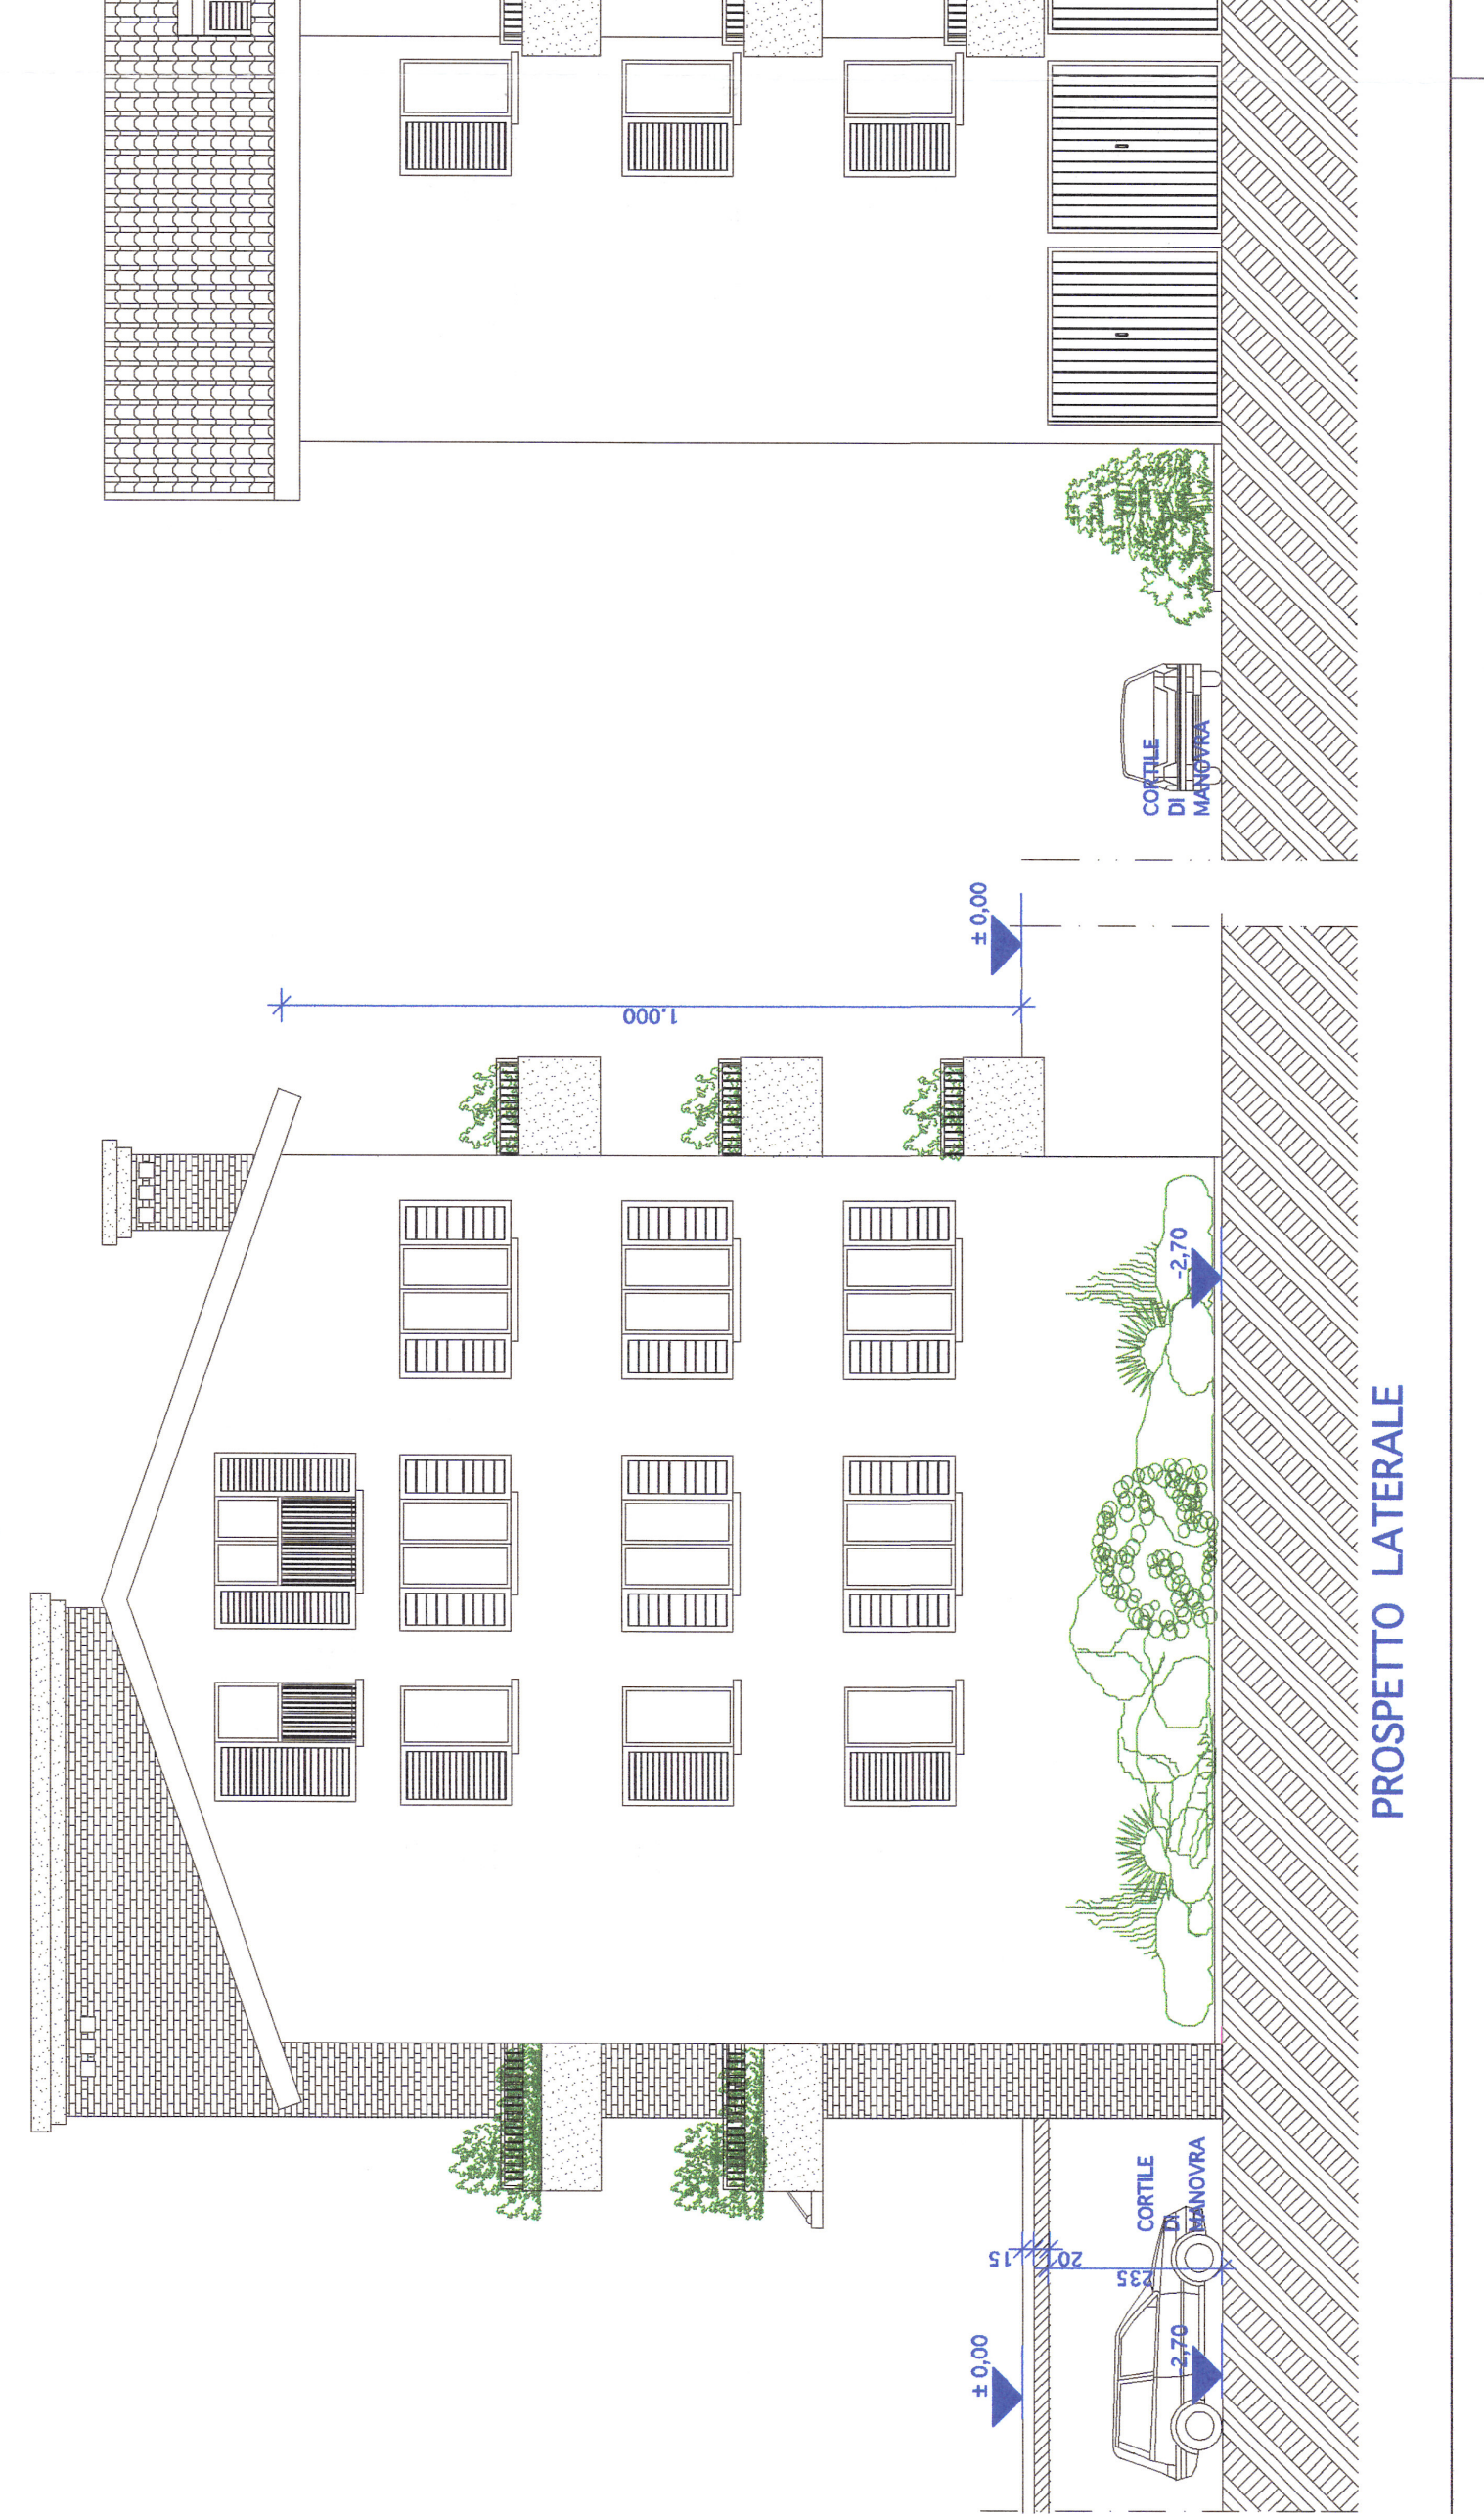 ± 0,00
1.000
CORTILE
DI
MANOVRA
-2,70
± 0,00
15
20
235
CORTILE
DI
MANOVRA
-2,70
PROSPETTO LATERALE